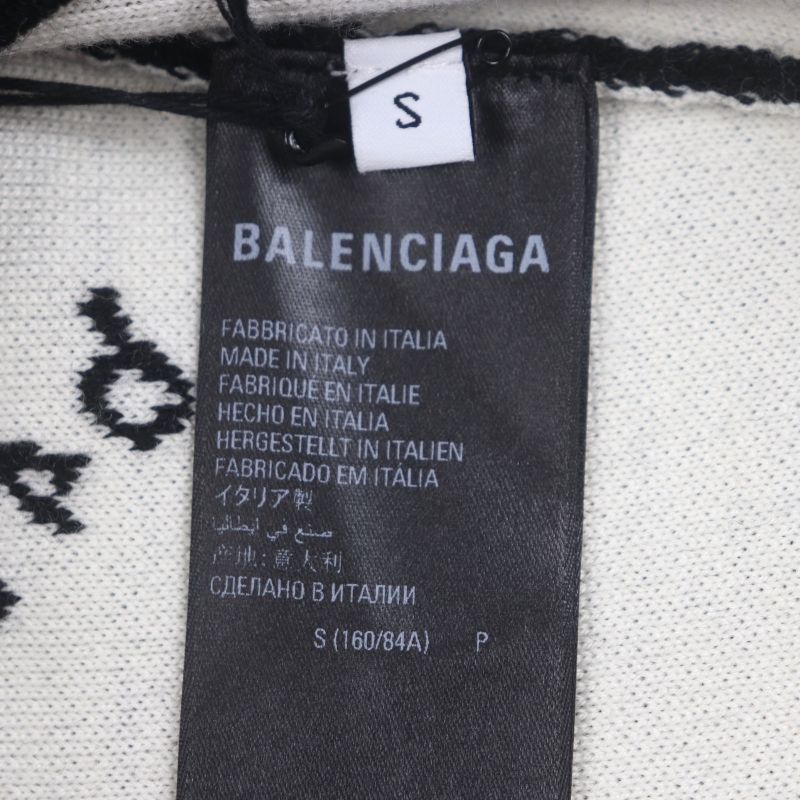 S
BALENCIAGA
FABBRICATO IN ITALIA
MADE IN ITALY
FABRIQUÉ EN ITALIE
HECHO EN ITALIA
HERGESTELLT IN ITALIEN
FABRICADO EM ITÁLIA
イタリア製
صنع في ايطاليا
产地: 意大利
СДЕЛАНО В ИТАЛИИ
S (160/84A) P